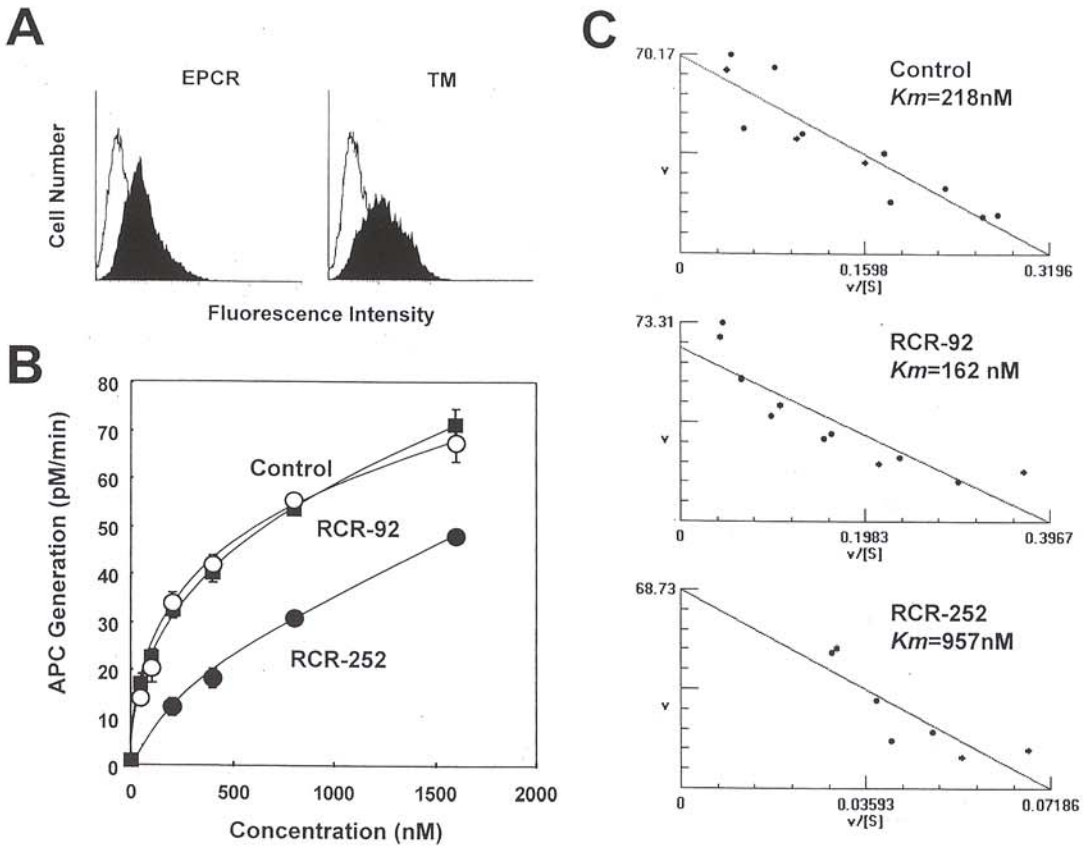 A
EPCR
TM
Cell Number
Fluorescence Intensity
B
80
70
60
50
40
30
20
10
0
APC Generation (pM/min)
Control
RCR-92
RCR-252
0
500
1000
1500
2000
Concentration (nM)
C
70.17
Control
Km=218nM
v
0
0.1598
0.3196
v/[S]
73.31
RCR-92
Km=162 nM
v
0
0.1983
0.3967
v/[S]
68.73
RCR-252
Km=957nM
v
0
0.03593
0.07186
v/[S]